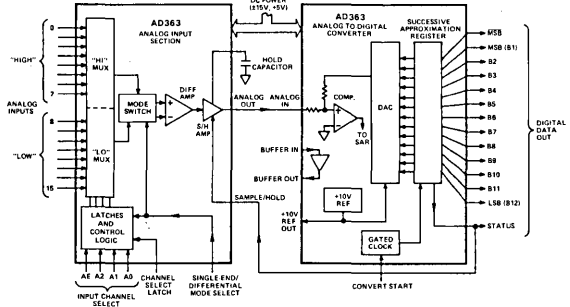 DC POWER
(±15V, +5V)
AD363
ANALOG INPUT
SECTION
AD363
ANALOG TO DIGITAL
CONVERTER
SUCCESSIVE
APPROXIMATION
REGISTER
"HIGH"
0
7
ANALOG
INPUTS
8
"LOW"
15
"HI"
MUX
"LO"
MUX
MODE
SWITCH
DIFF
AMP
HOLD
CAPACITOR
S/H
AMP
ANALOG
OUT
ANALOG
IN
COMP.
TO
SAR
DAC
BUFFER IN
BUFFER OUT
SAMPLE/HOLD
+10V
REF
OUT
+10V
REF
GATED
CLOCK
LATCHES
AND
CONTROL
LOGIC
AE A2 A1 A0
INPUT CHANNEL
SELECT
CHANNEL
SELECT
LATCH
SINGLE-END/
DIFFERENTIAL
MODE SELECT
CONVERT START
MSB
MSB (B1)
B2
B3
B4
B5
B6
B7
B8
B9
B10
B11
LSB (B12)
STATUS
DIGITAL
DATA
OUT